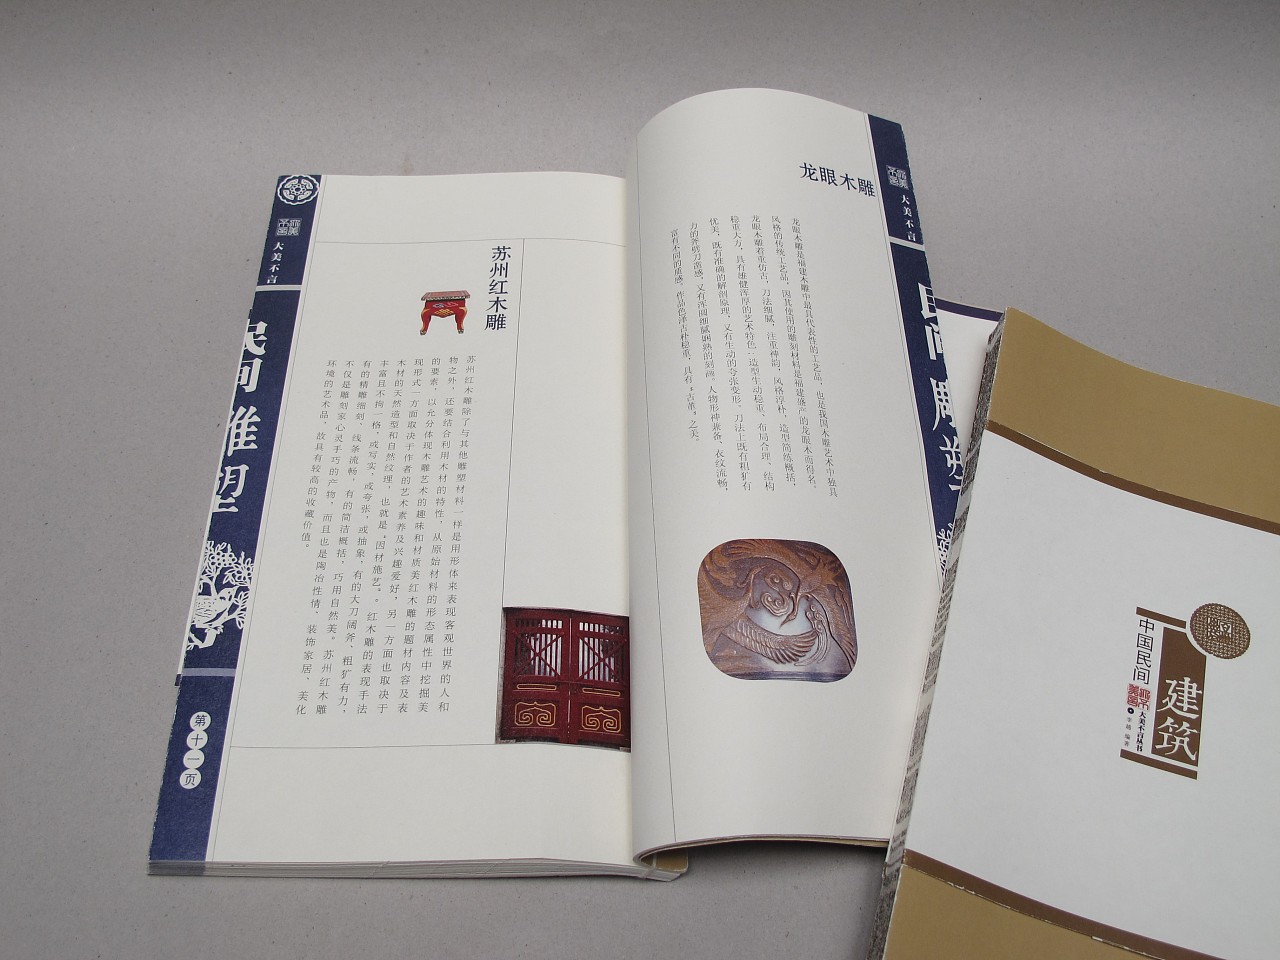 大美不言
民间雕塑
第十一页
苏州红木雕
苏州红木雕除了与其他雕塑材料一样是用形体来表现客观世界的人和
物之外，还要结合利用木材的特性，从原始材料的形态属性中挖掘美
的要素，以充分体现木雕艺术的趣味和材质美红木雕的题材内容及表
现形式一方面取决于作者的艺术素养及兴趣爱好，另一方面也取决于
木材的天然造型和自然纹理，也就是“因材施艺”。红木雕的表现手法
丰富且不拘一格，或写实，或夸张，或抽象，有的大刀阔斧、粗犷有力，
有的精雕细刻、线条流畅，有的简洁概括，巧用自然美。苏州红木雕
不仅是雕刻家心灵手巧的产物，而且也是陶冶性情、装饰家居、美化
环境的艺术品，故具有较高的收藏价值。
大美不言
民间雕塑
龙眼木雕
龙眼木雕是福建木雕中最具代表性的工艺品，也是我国木雕艺术中独具
风格的传统工艺品，因其使用的雕刻材料是福建盛产的龙眼木而得名。
龙眼木雕着重仿古，刀法细腻，注重神韵，风格淳朴，造型简练概括，
稳重大方，具有雄健浑厚的艺术特色：造型生动稳重，布局合理，结构
优美，既有准确的解剖原理，又有生动的夸张变形，刀法上既有粗犷有
力的斧劈刀凿感，又有浑圆细腻娴熟的刻画，人物形神兼备，衣纹流畅，
富有不同的质感。作品色泽古朴稳重，具有“古董”之美。
中国民间
建筑
大美不言丛书
李越 编著